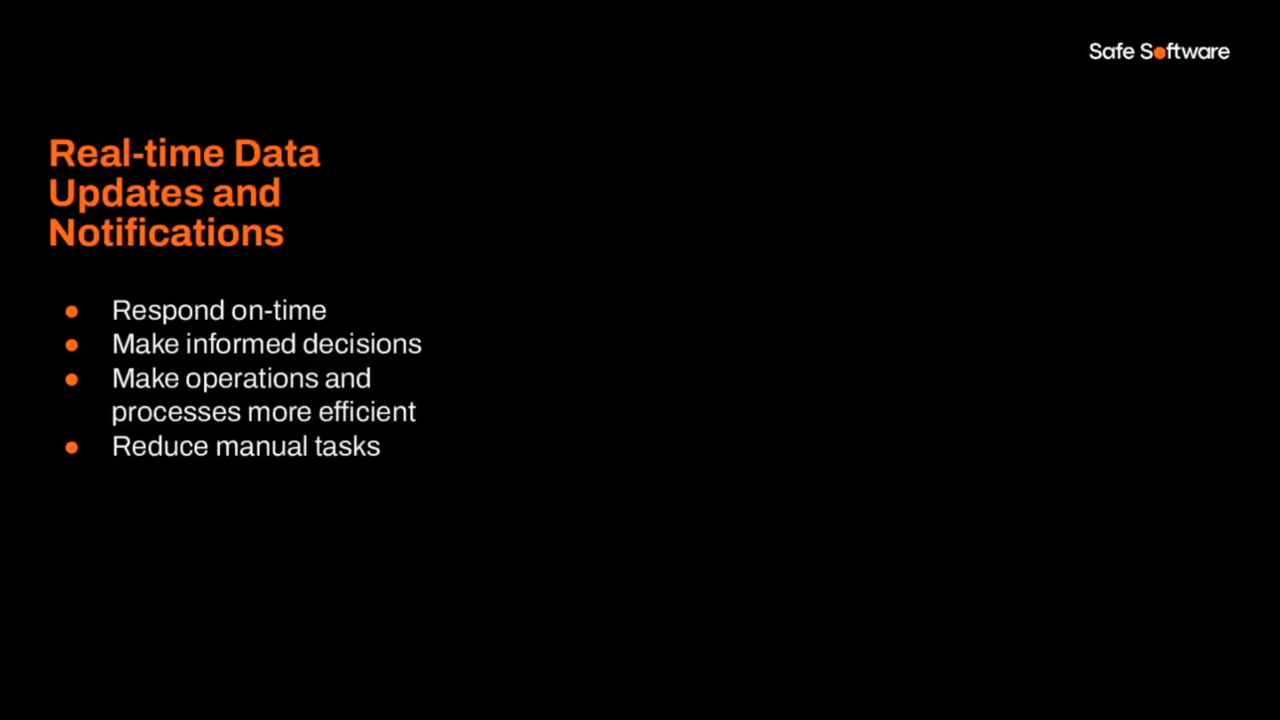 Safe Software
Real-time Data
Updates and
Notifications
● Respond on-time
● Make informed decisions
● Make operations and
processes more efficient
● Reduce manual tasks